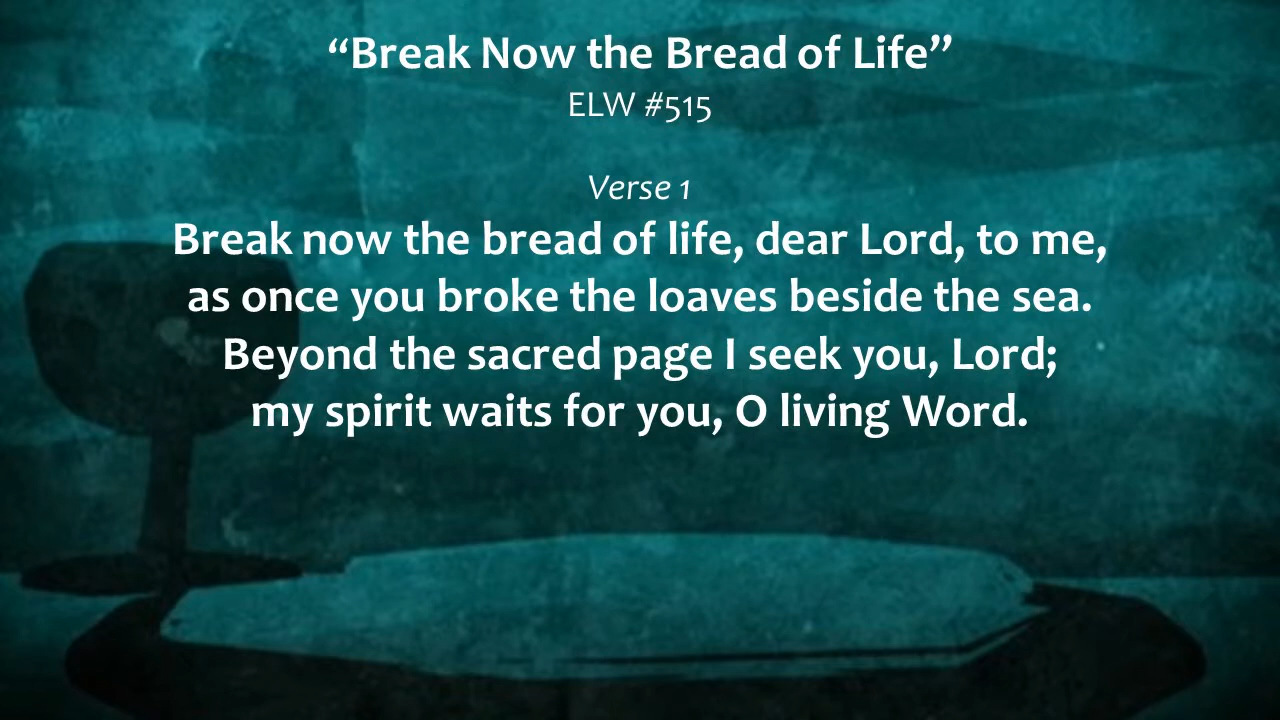 “Break Now the Bread of Life”
ELW #515
Verse 1
Break now the bread of life, dear Lord, to me,
as once you broke the loaves beside the sea.
Beyond the sacred page I seek you, Lord;
my spirit waits for you, O living Word.